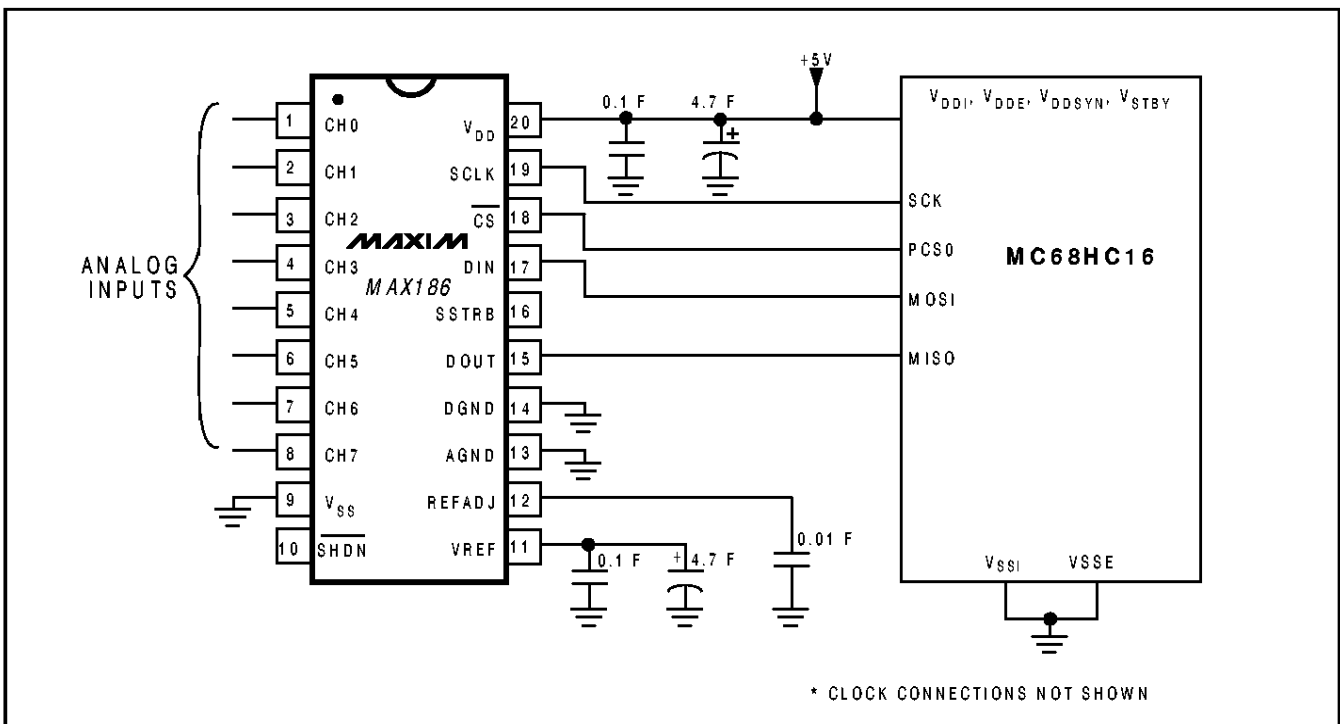 +5V
0.1 F 4.7 F
VDDI, VDDE, VDDSYN, VSTBY
1 CH0 VDD 20
2 CH1 SCLK 19
SCK
3 CH2 CS 18
MAXIM
PCS0
MC68HC16
ANALOG
INPUTS
4 CH3 DIN 17
MAX186
MOSI
5 CH4 SSTRB 16
6 CH5 DOUT 15
MISO
7 CH6 DGND 14
8 CH7 AGND 13
9 VSS REFADJ 12
10 SHDN VREF 11
0.1 F + 4.7 F
0.01 F
VSSI VSSE
* CLOCK CONNECTIONS NOT SHOWN